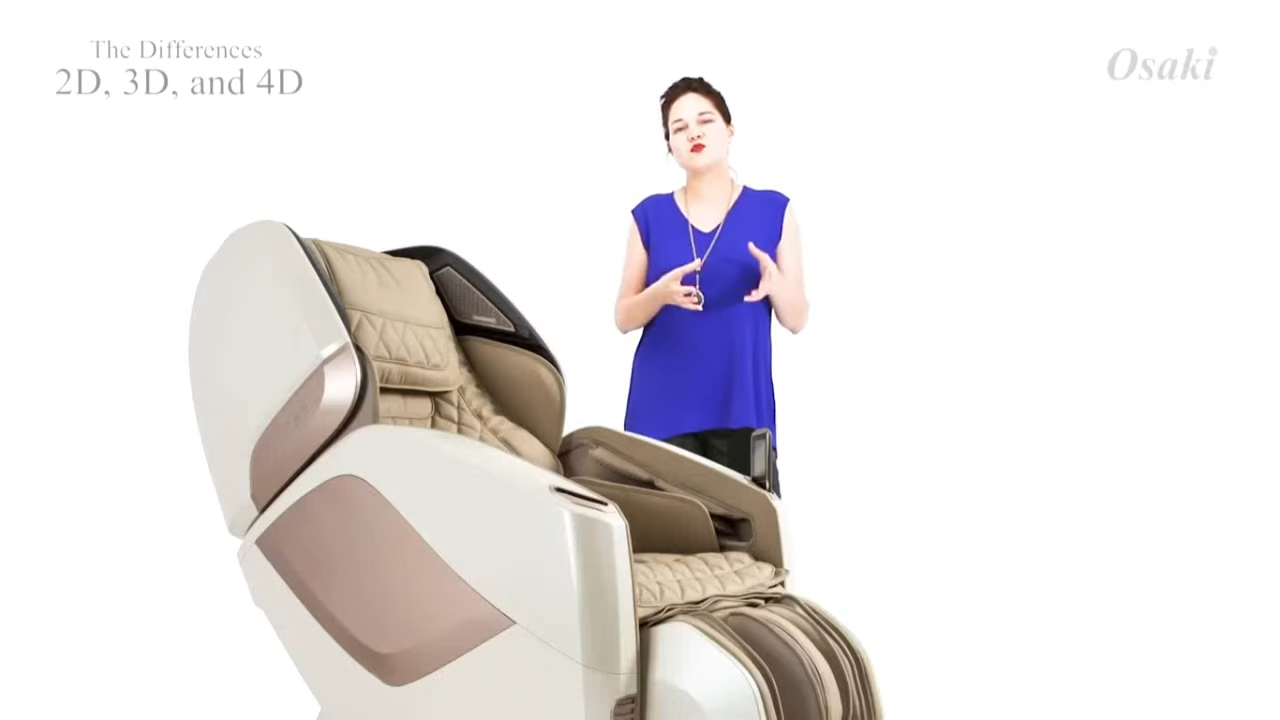 The Differences
2D, 3D, and 4D
Osaki